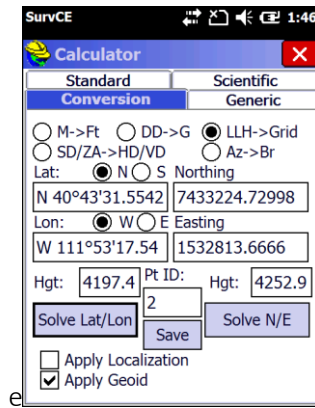 SurvCE 1:46
Calculator
Standard Scientific
Conversion Generic
M->Ft DD->G LLH->Grid
SD/ZA->HD/VD Az->Br
Lat: N S Northing
N 40°43'31.5542 7433224.72998
Lon: W E Easting
W 111°53'17.54 1532813.6666
Hgt: 4197.4 Pt ID: 2 Hgt: 4252.9
Solve Lat/Lon Save Solve N/E
Apply Localization
Apply Geoid
e